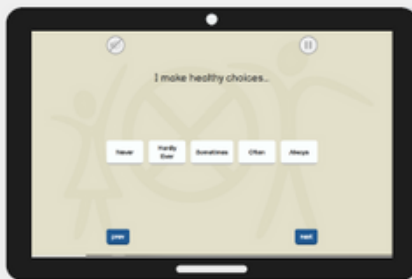 I make healthy choices...
Never
Hardly
Ever
Sometimes
Often
Always
prev
next